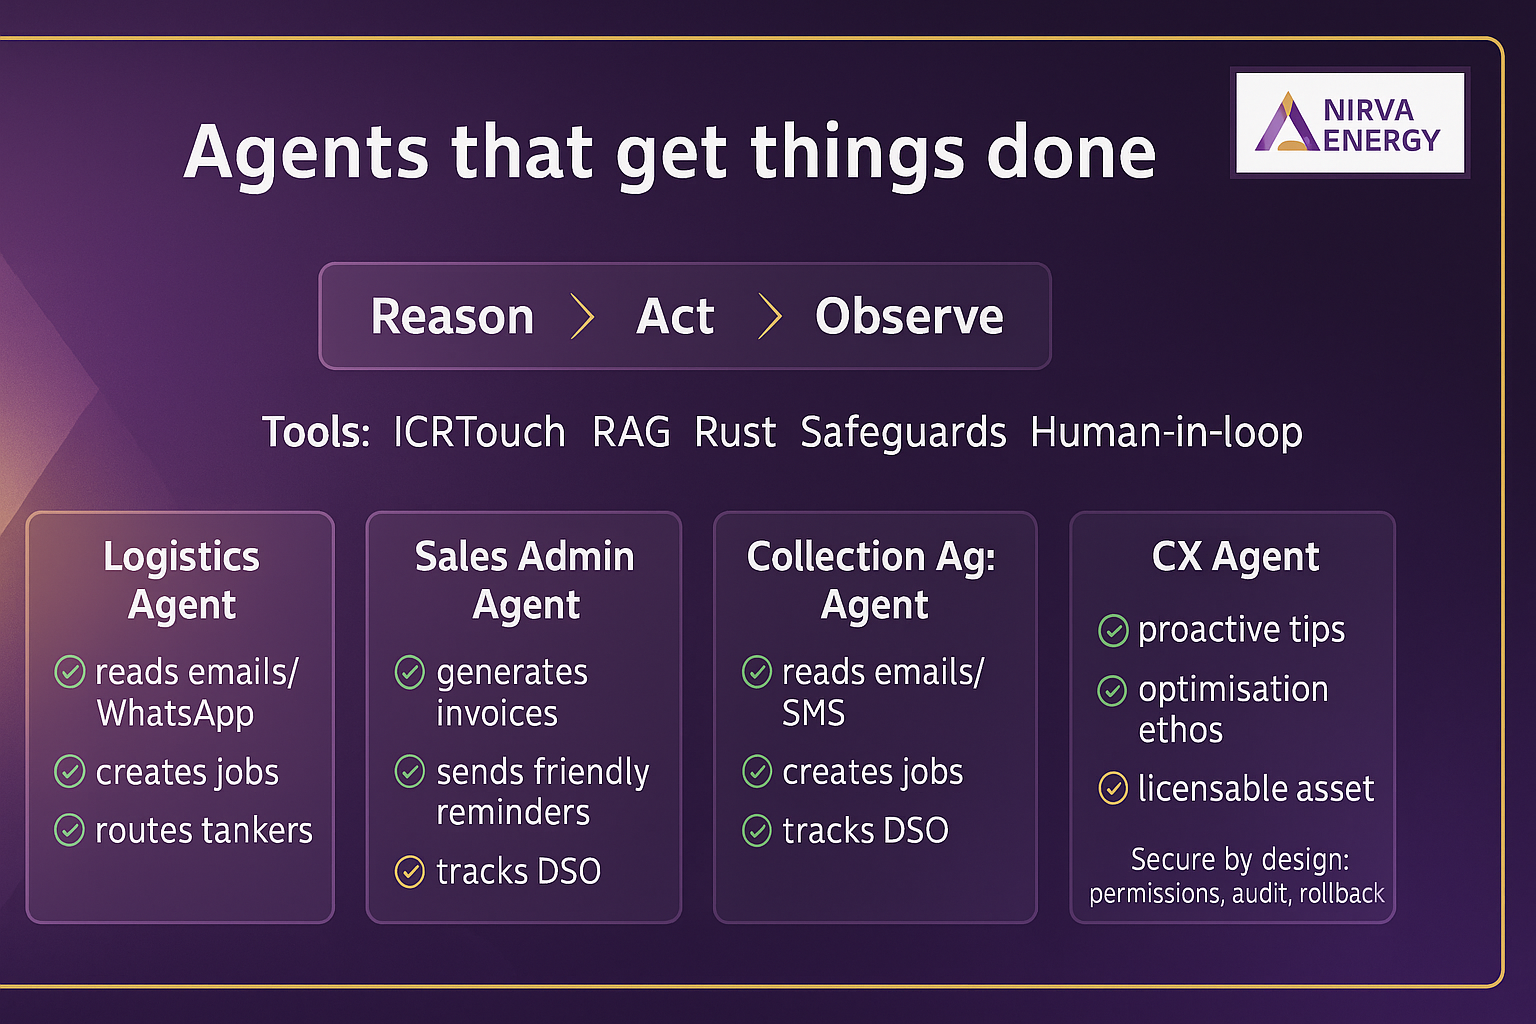 Agents that get things done
NIRVA
ENERGY
Reason > Act > Observe
Tools: ICRTouch RAG Rust Safeguards Human-in-loop
Logistics
Agent
reads emails/
WhatsApp
creates jobs
routes tankers
Sales Admin
Agent
generates
invoices
sends friendly
reminders
tracks DSO
Collection Ag:
Agent
reads emails/
SMS
creates jobs
tracks DSO
CX Agent
proactive tips
optimisation
ethos
licensable asset
Secure by design:
permissions, audit, rollback